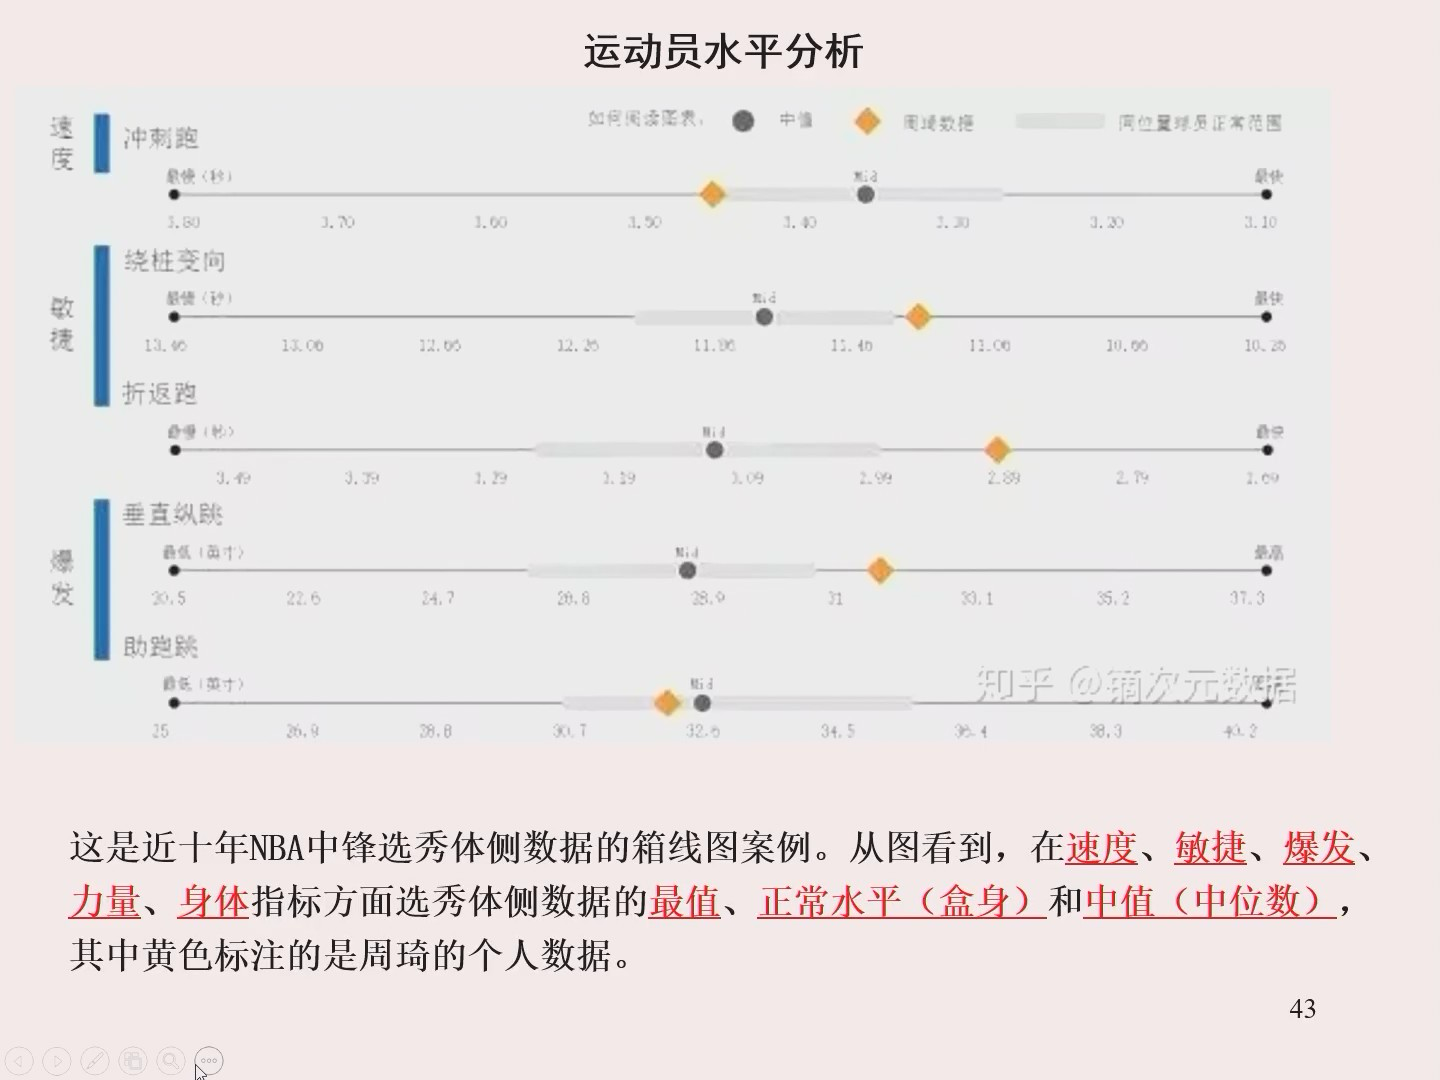 运动员水平分析
如何阅读图表： 中值 周琦数据 同位置球员正常范围
速度
冲刺跑
最慢（秒） Mid 最快
3.80 3.70 3.60 3.50 3.40 3.30 3.20 3.10
敏捷
绕桩变向
最慢（秒） Mid 最快
13.46 13.06 12.66 12.26 11.86 11.46 11.06 10.66 10.26
折返跑
最慢（秒） Mid 最快
3.49 3.39 3.29 3.19 3.09 2.99 2.89 2.79 2.69
爆发
垂直纵跳
最低（英寸） Mid 最高
20.5 22.6 24.7 26.8 28.9 31 33.1 35.2 37.3
助跑跳
最低（英寸） Mid
25 26.9 28.8 30.7 32.6 34.5 36.4 38.3 40.2
知乎 @镝次元数据
这是近十年NBA中锋选秀体侧数据的箱线图案例。从图看到，在速度、敏捷、爆发、
力量、身体指标方面选秀体侧数据的最值、正常水平（盒身）和中值（中位数），
其中黄色标注的是周琦的个人数据。
43